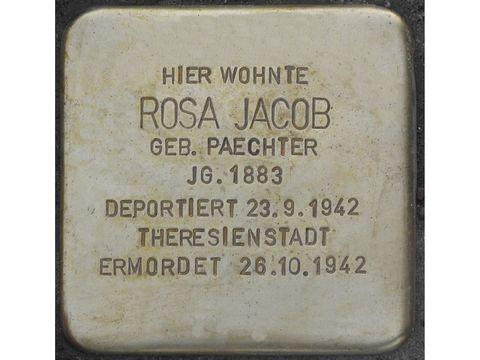 HIER WOHNTE
ROSA JACOB
GEB. PAECHTER
JG. 1883
DEPORTIERT 23.9.1942
THERESIENSTADT
ERMORDET 26.10.1942